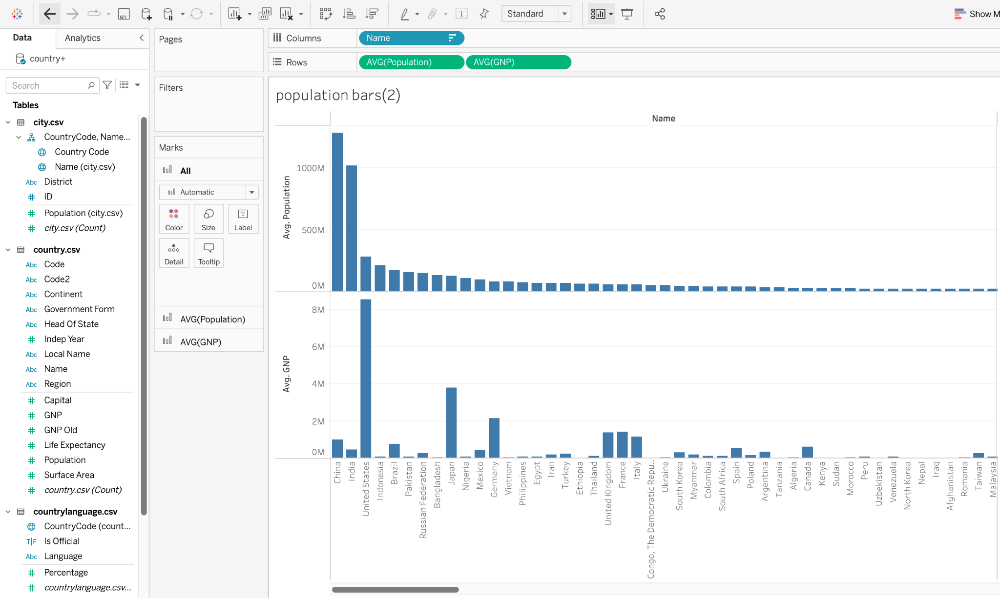 Standard
Show M
Data
Analytics
country+
Search
Tables
city.csv
CountryCode, Name...
Country Code
Name (city.csv)
Abc District
ID
Population (city.csv)
city.csv (Count)
country.csv
Abc Code
Abc Code2
Abc Continent
Abc Government Form
Abc Head Of State
Indep Year
Abc Local Name
Abc Name
Abc Region
Capital
GNP
GNP Old
Life Expectancy
Population
Surface Area
country.csv (Count)
countrylanguage.csv
CountryCode (count...
T|F Is Official
Abc Language
Percentage
countrylanguage.csv...
Pages
Filters
Marks
All
Automatic
Color
Size
Label
Detail
Tooltip
AVG(Population)
AVG(GNP)
Columns
Name
Rows
AVG(Population)
AVG(GNP)
population bars(2)
Name
Avg. Population
1000M
500M
0M
Avg. GNP
8M
6M
4M
2M
0M
China
India
United States
Indonesia
Brazil
Pakistan
Russian Federation
Bangladesh
Japan
Nigeria
Mexico
Germany
Vietnam
Philippines
Egypt
Iran
Turkey
Ethiopia
Thailand
United Kingdom
France
Italy
Congo, The Democratic Repu..
Ukraine
South Korea
Myanmar
Colombia
South Africa
Spain
Poland
Argentina
Tanzania
Algeria
Canada
Kenya
Sudan
Morocco
Peru
Uzbekistan
Venezuela
North Korea
Nepal
Iraq
Afghanistan
Romania
Taiwan
Malaysia